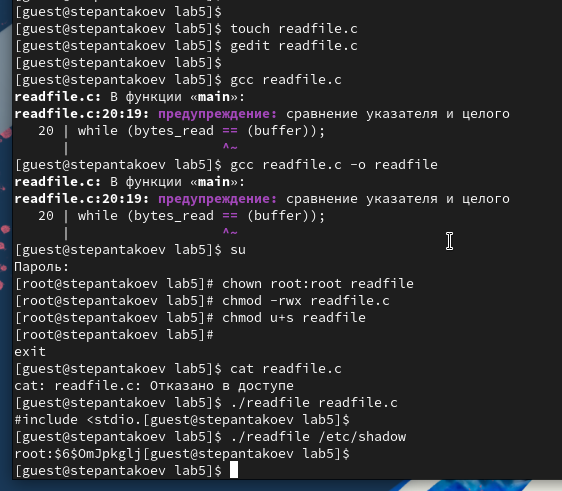 [guest@stepantakoev lab5]$
[guest@stepantakoev lab5]$ touch readfile.c
[guest@stepantakoev lab5]$ gedit readfile.c
[guest@stepantakoev lab5]$
[guest@stepantakoev lab5]$ gcc readfile.c
readfile.c: В функции «main»:
readfile.c:20:19: предупреждение: сравнение указателя и целого
20 | while (bytes_read == (buffer));
| ^~
[guest@stepantakoev lab5]$ gcc readfile.c -o readfile
readfile.c: В функции «main»:
readfile.c:20:19: предупреждение: сравнение указателя и целого
20 | while (bytes_read == (buffer));
| ^~
[guest@stepantakoev lab5]$ su
Пароль:
[root@stepantakoev lab5]# chown root:root readfile
[root@stepantakoev lab5]# chmod -rwx readfile.c
[root@stepantakoev lab5]# chmod u+s readfile
[root@stepantakoev lab5]#
exit
[guest@stepantakoev lab5]$ cat readfile.c
cat: readfile.c: Отказано в доступе
[guest@stepantakoev lab5]$ ./readfile readfile.c
#include <stdio.[guest@stepantakoev lab5]$
[guest@stepantakoev lab5]$ ./readfile /etc/shadow
root:$6$OmJpkglj[guest@stepantakoev lab5]$
[guest@stepantakoev lab5]$